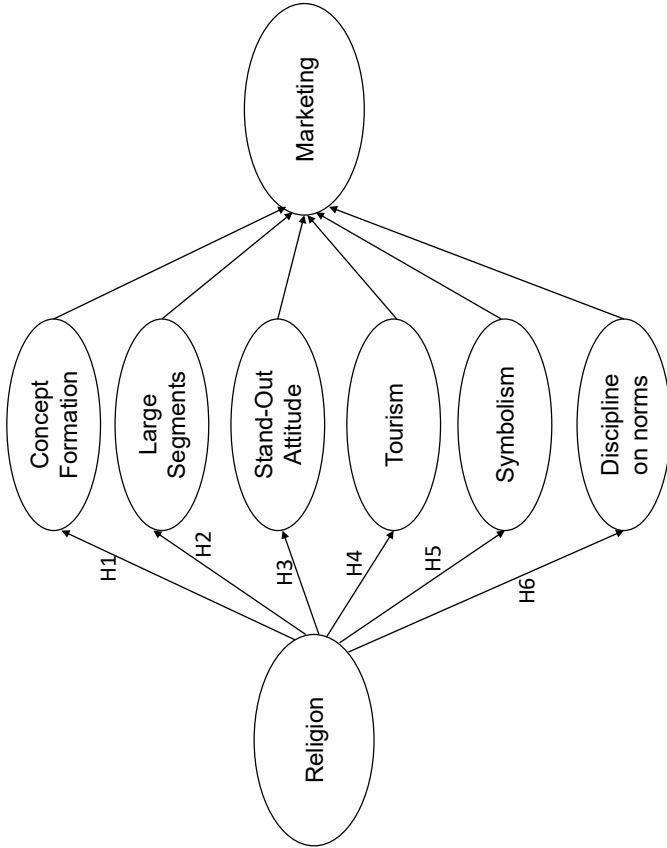 Religion
H1
H2
H3
H4
H5
H6
Concept
Formation
Large
Segments
Stand-Out
Attitude
Tourism
Symbolism
Discipline
on norms
Marketing